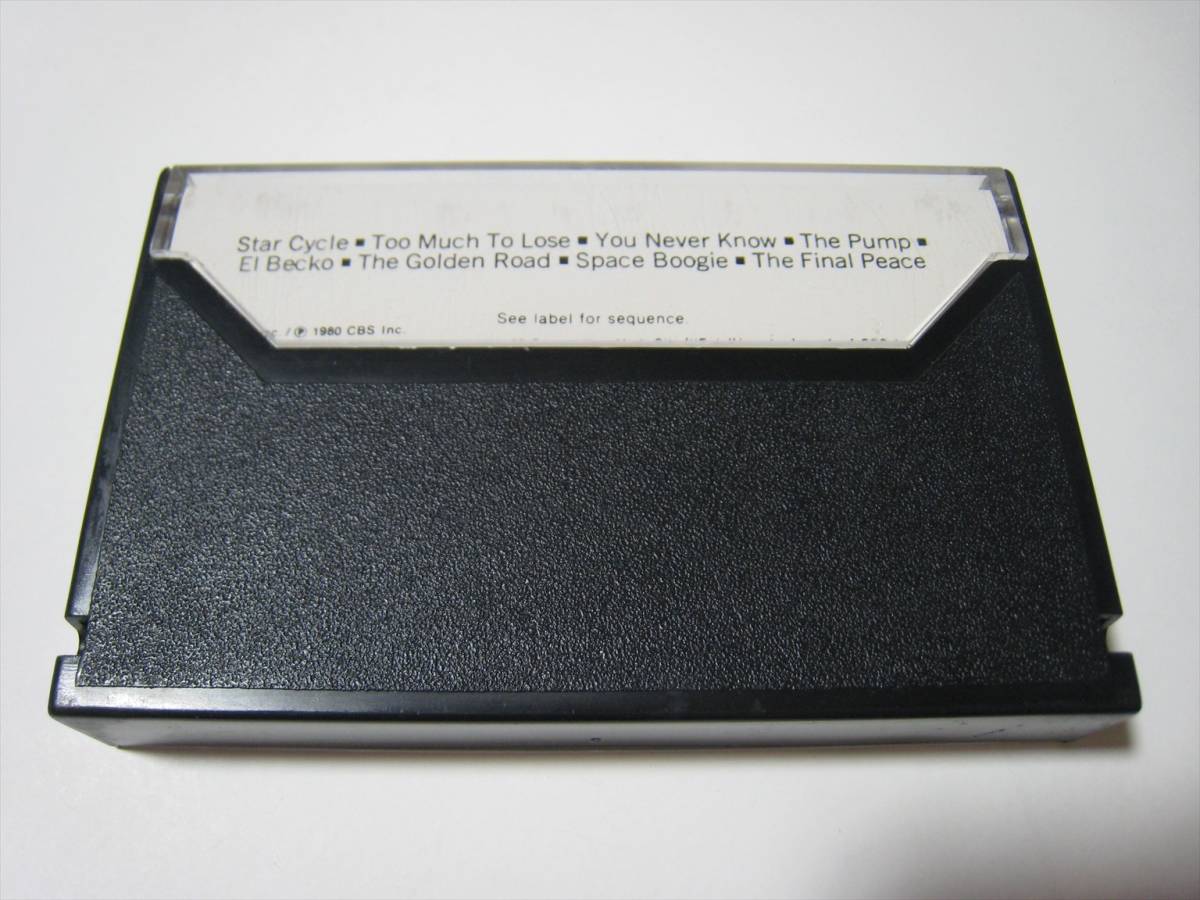 Star Cycle ■ Too Much To Lose ■ You Never Know ■ The Pump ■
El Becko ■ The Golden Road ■ Space Boogie ■ The Final Peace
See label for sequence.
/ ℗ 1980 CBS Inc.